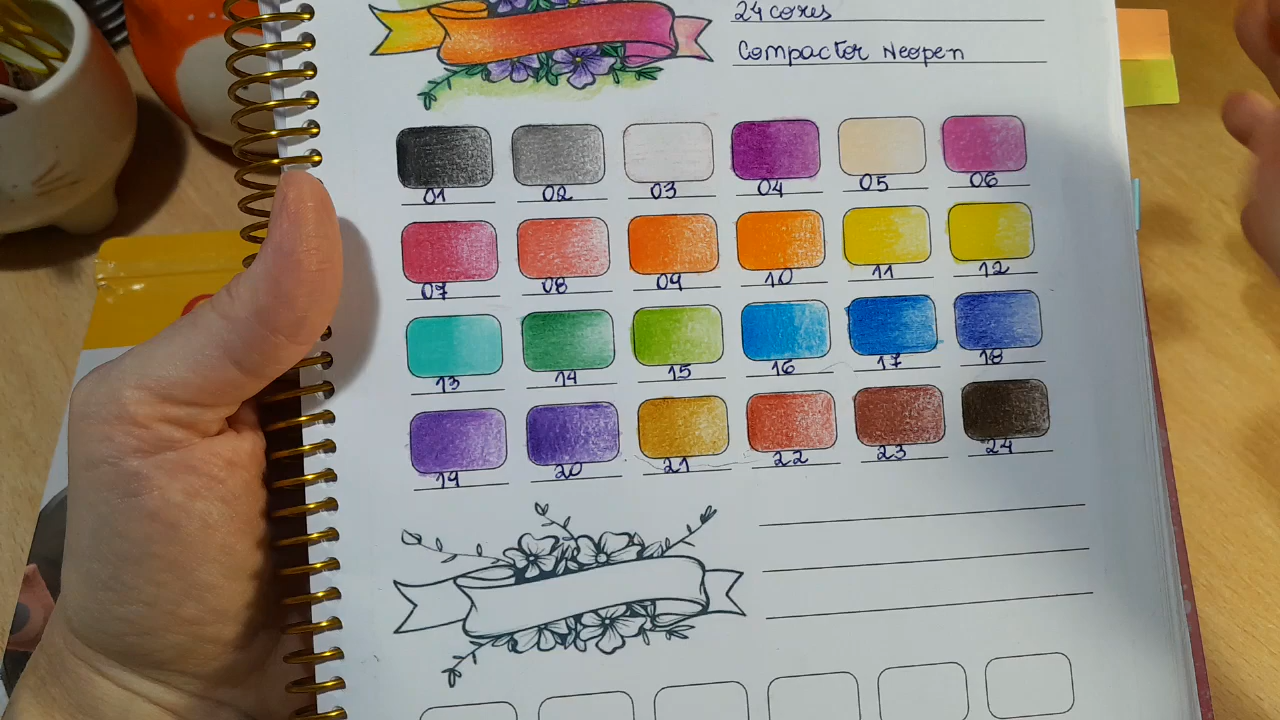 24 cores
Compactor Neopen
01 02 03 04 05 06
07 08 09 10 11 12
13 14 15 16 17 18
19 20 21 22 23 24